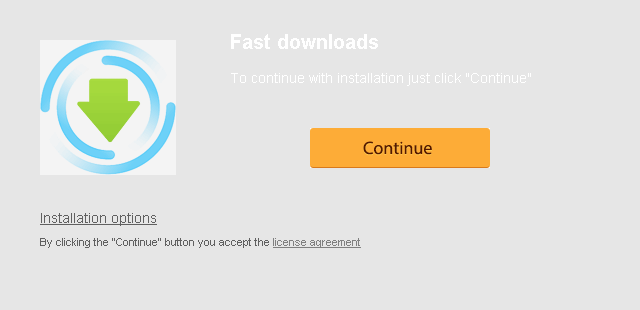 Fast downloads
To continue with installation just click "Continue"
Continue
Installation options
By clicking the "Continue" button you accept the license agreement